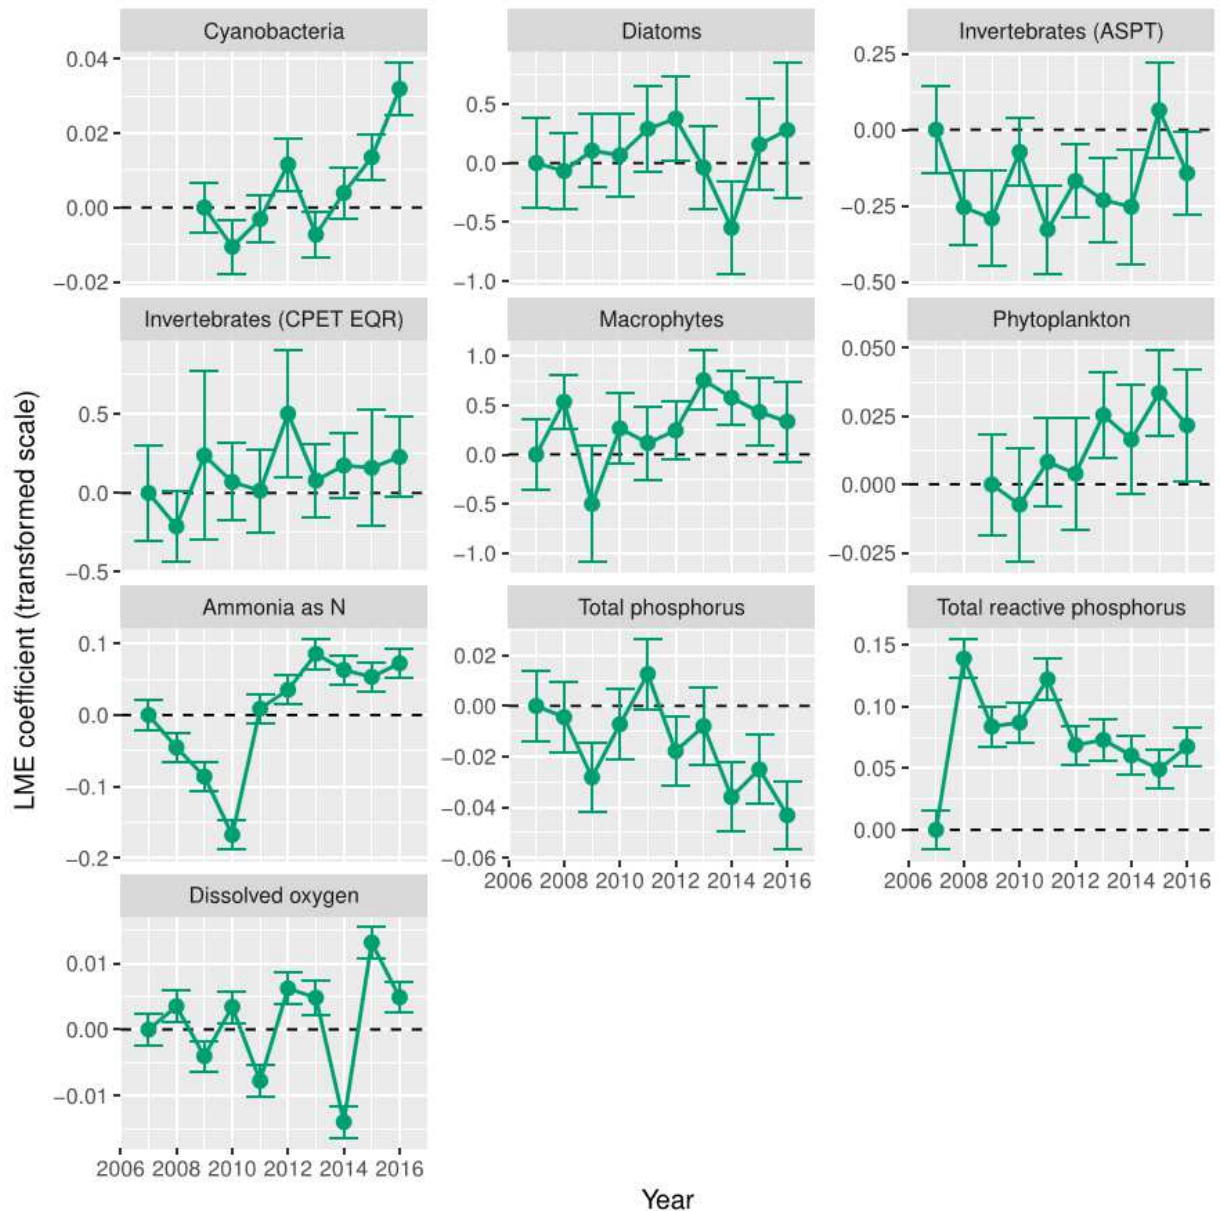 Cyanobacteria
Diatoms
Invertebrates (ASPT)
0.04
0.02
0.00
−0.02
0.5
0.0
−0.5
−1.0
0.25
0.00
−0.25
−0.50
Invertebrates (CPET EQR)
Macrophytes
Phytoplankton
0.5
0.0
−0.5
1.0
0.5
0.0
−0.5
−1.0
0.050
0.025
0.000
−0.025
LME coefficient (transformed scale)
Ammonia as N
Total phosphorus
Total reactive phosphorus
0.1
0.0
−0.1
−0.2
0.02
0.00
−0.02
−0.04
−0.06
0.15
0.10
0.05
0.00
2006 2008 2010 2012 2014 2016
2006 2008 2010 2012 2014 2016
Dissolved oxygen
0.01
0.00
−0.01
2006 2008 2010 2012 2014 2016
Year